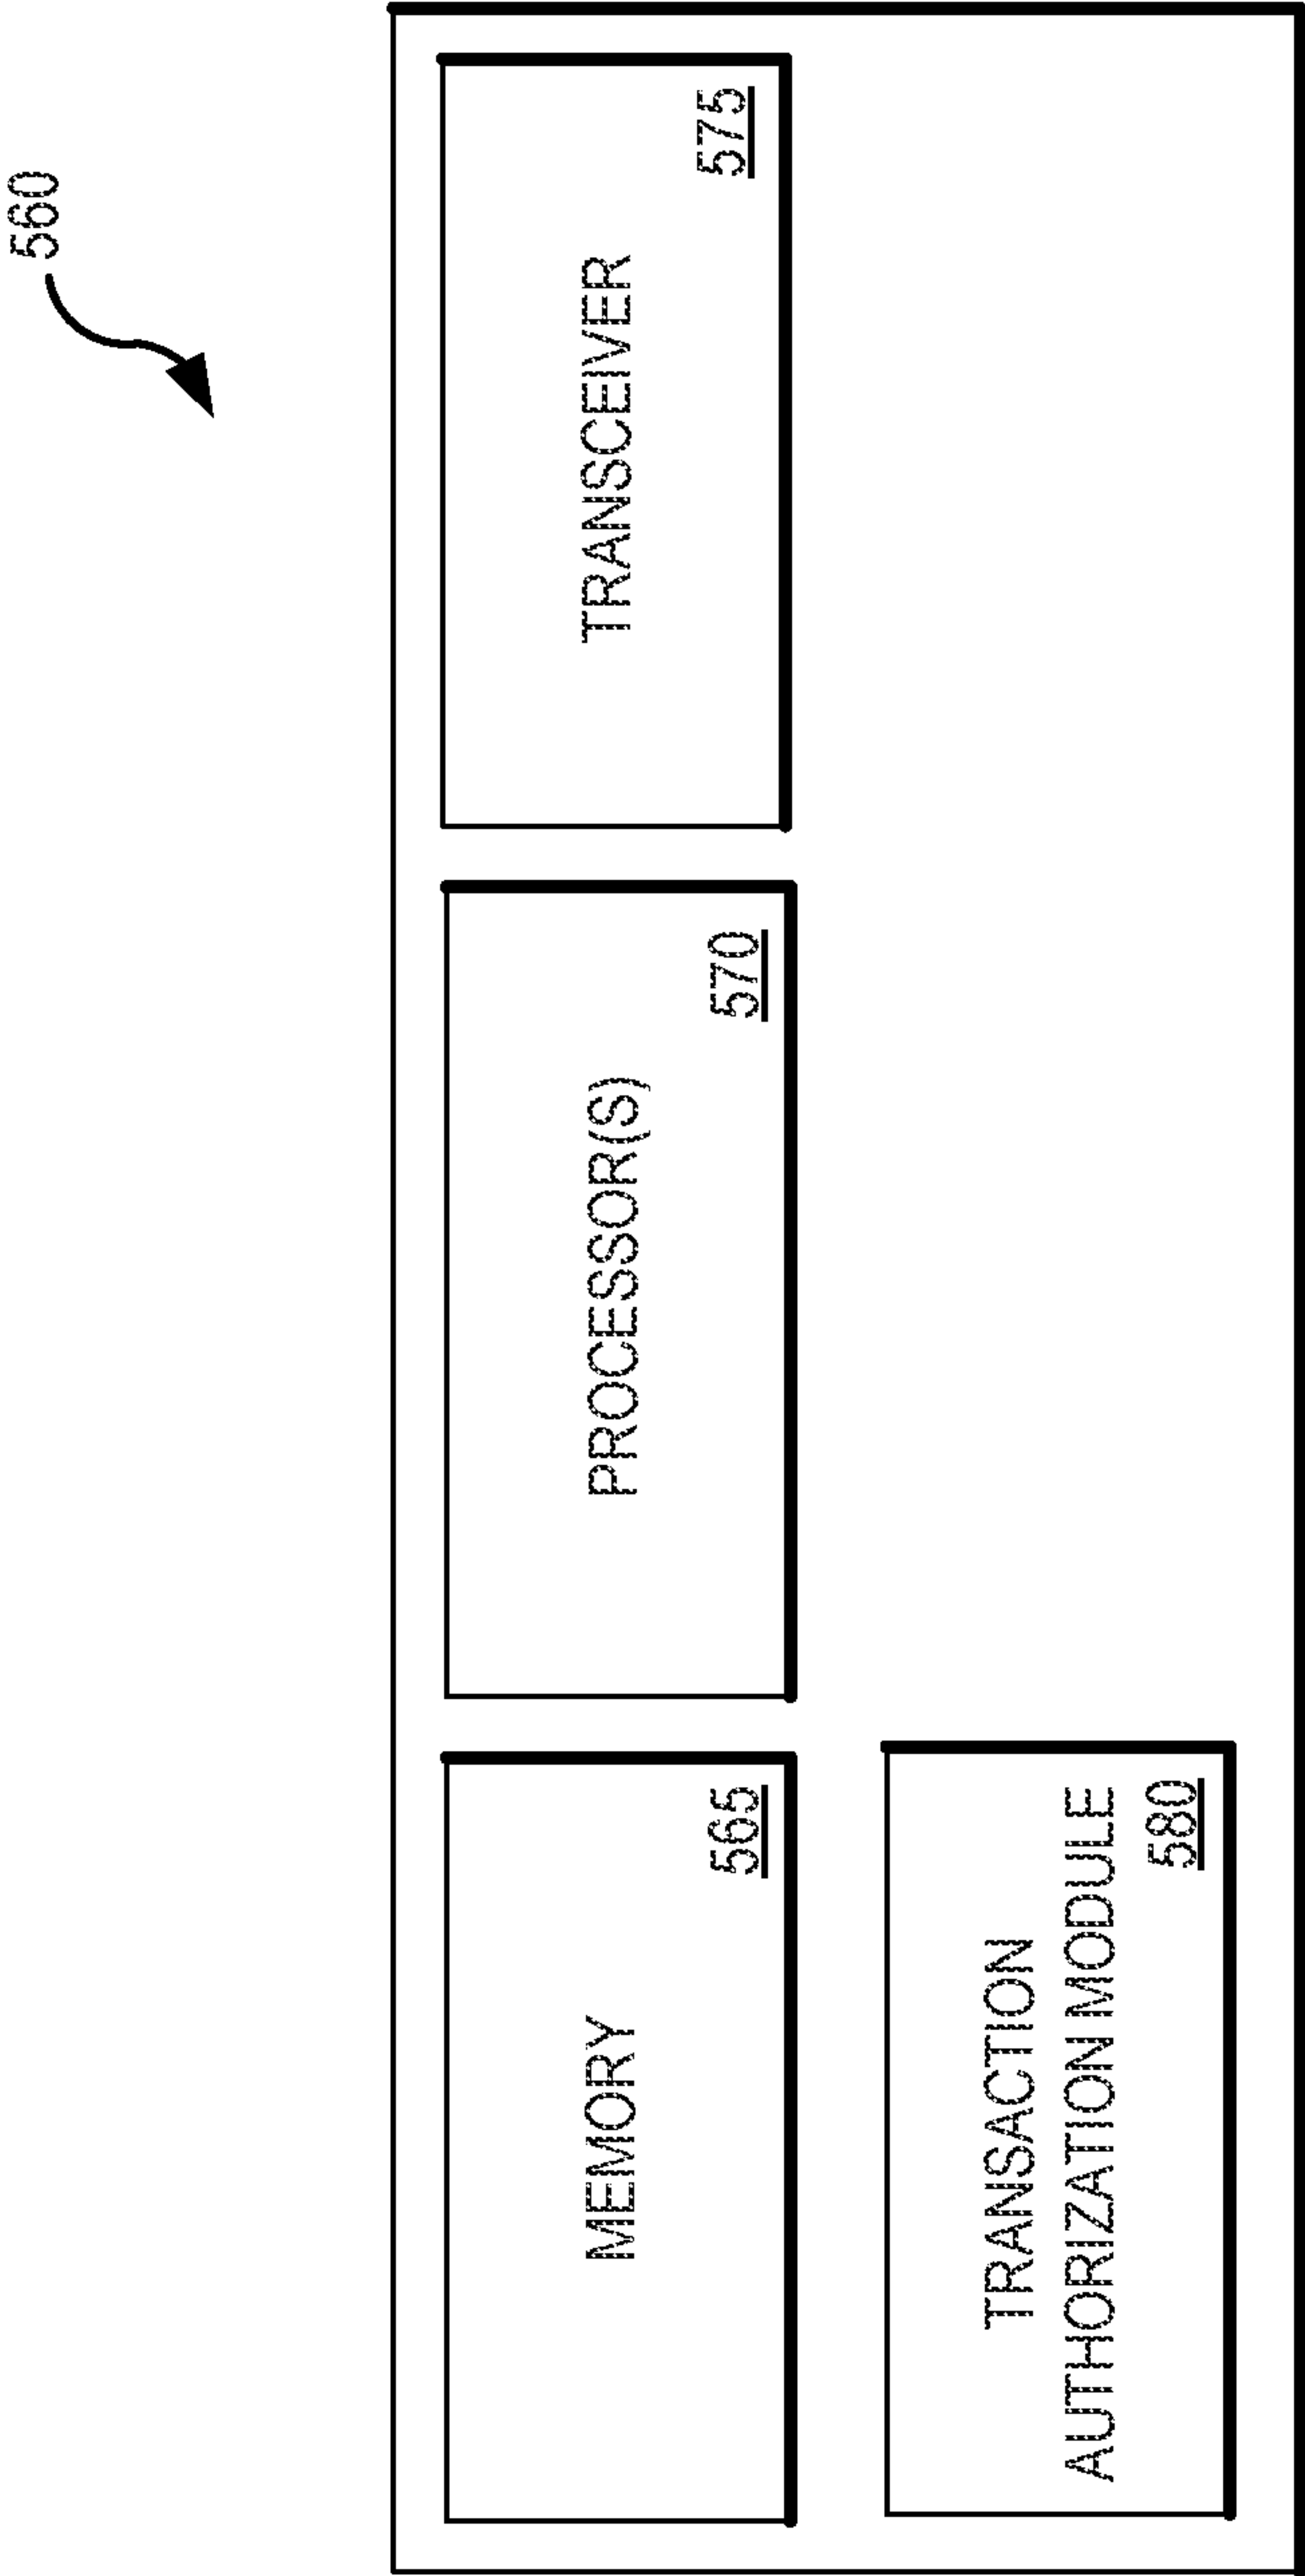 560
MEMORY
565
PROCESSOR(S)
570
TRANSCEIVER
575
TRANSACTION
AUTHORIZATION MODULE
580